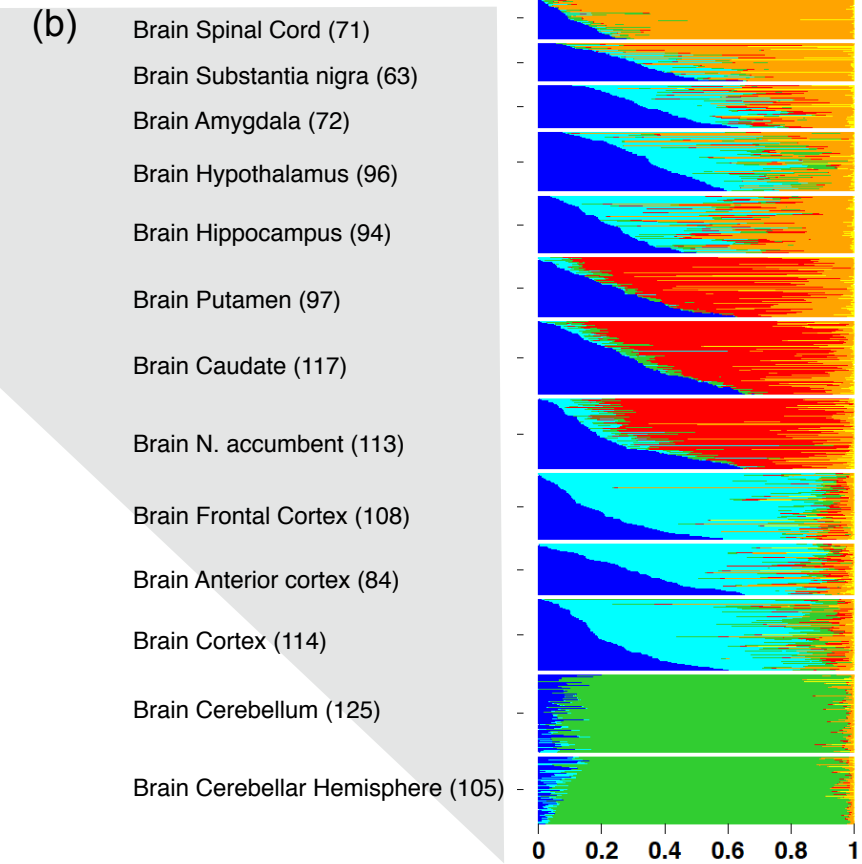 (b)
Brain Spinal Cord (71)
Brain Substantia nigra (63)
Brain Amygdala (72)
Brain Hypothalamus (96)
Brain Hippocampus (94)
Brain Putamen (97)
Brain Caudate (117)
Brain N. accumbent (113)
Brain Frontal Cortex (108)
Brain Anterior cortex (84)
Brain Cortex (114)
Brain Cerebellum (125)
Brain Cerebellar Hemisphere (105)
0 0.2 0.4 0.6 0.8 1